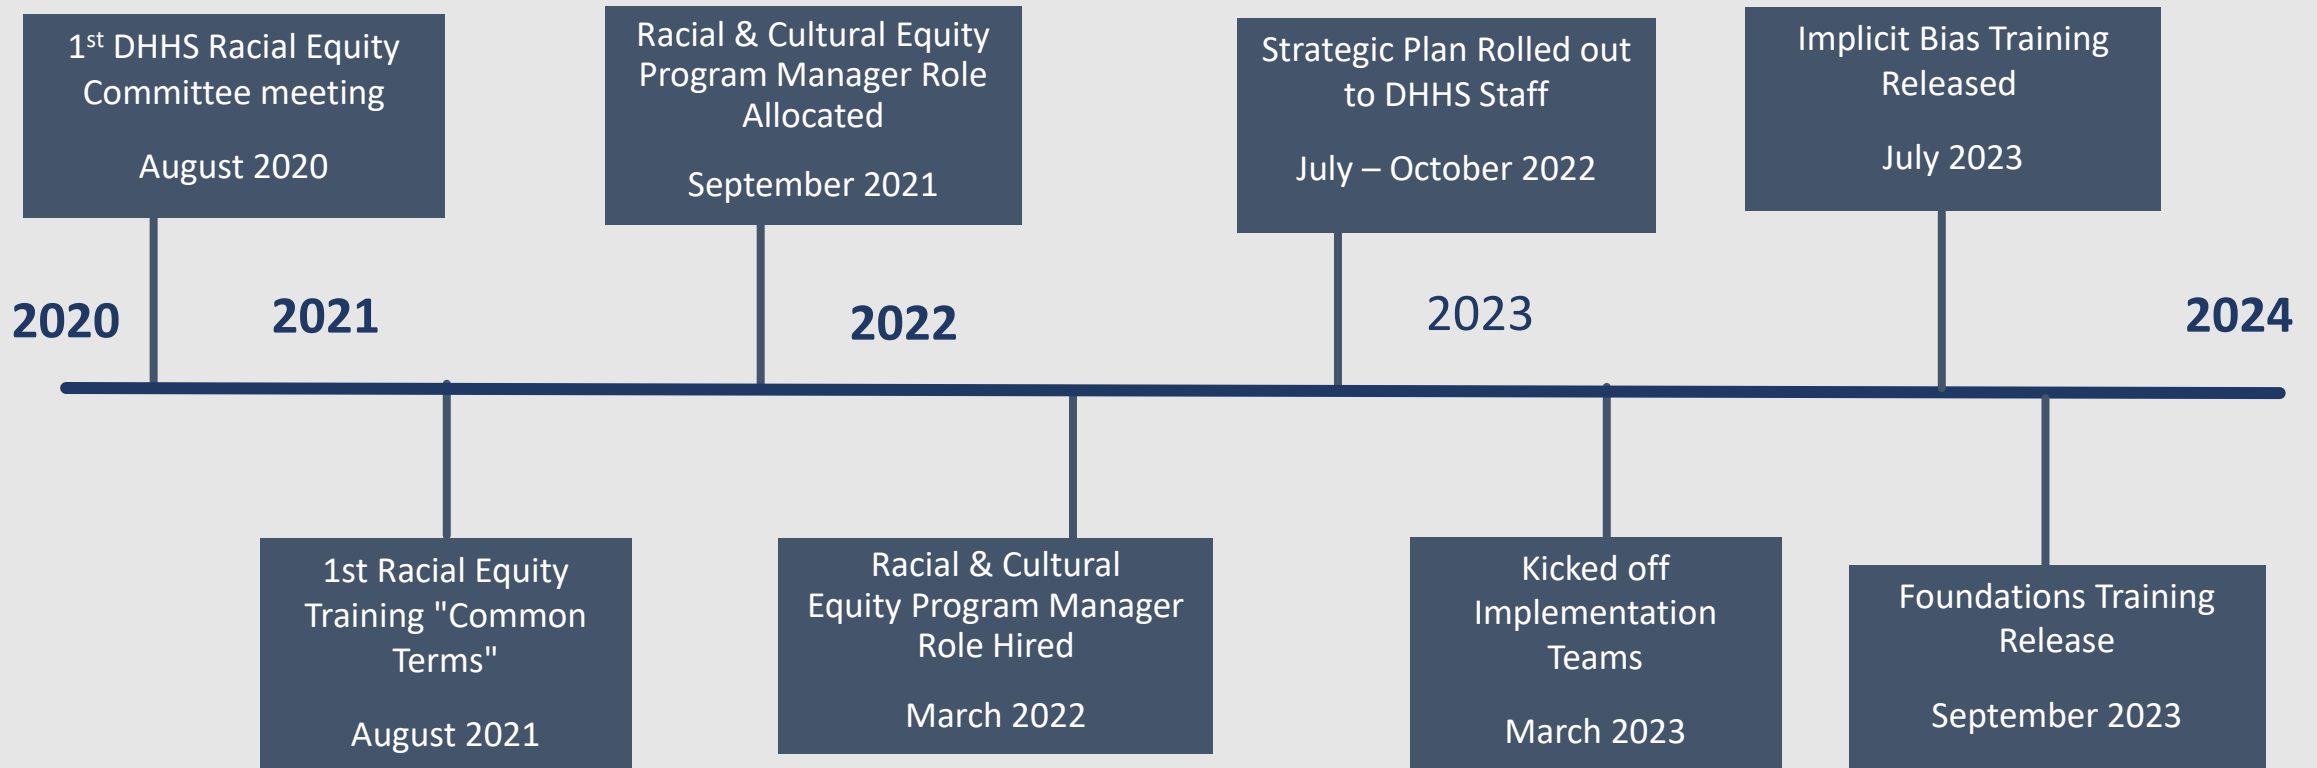 1st DHHS Racial Equity
Committee meeting
August 2020
Racial & Cultural Equity
Program Manager Role
Allocated
September 2021
Strategic Plan Rolled out
to DHHS Staff
July – October 2022
Implicit Bias Training
Released
July 2023
2020
2021
2022
2023
2024
1st Racial Equity
Training "Common
Terms"
August 2021
Racial & Cultural
Equity Program Manager
Role Hired
March 2022
Kicked off
Implementation
Teams
March 2023
Foundations Training
Release
September 2023